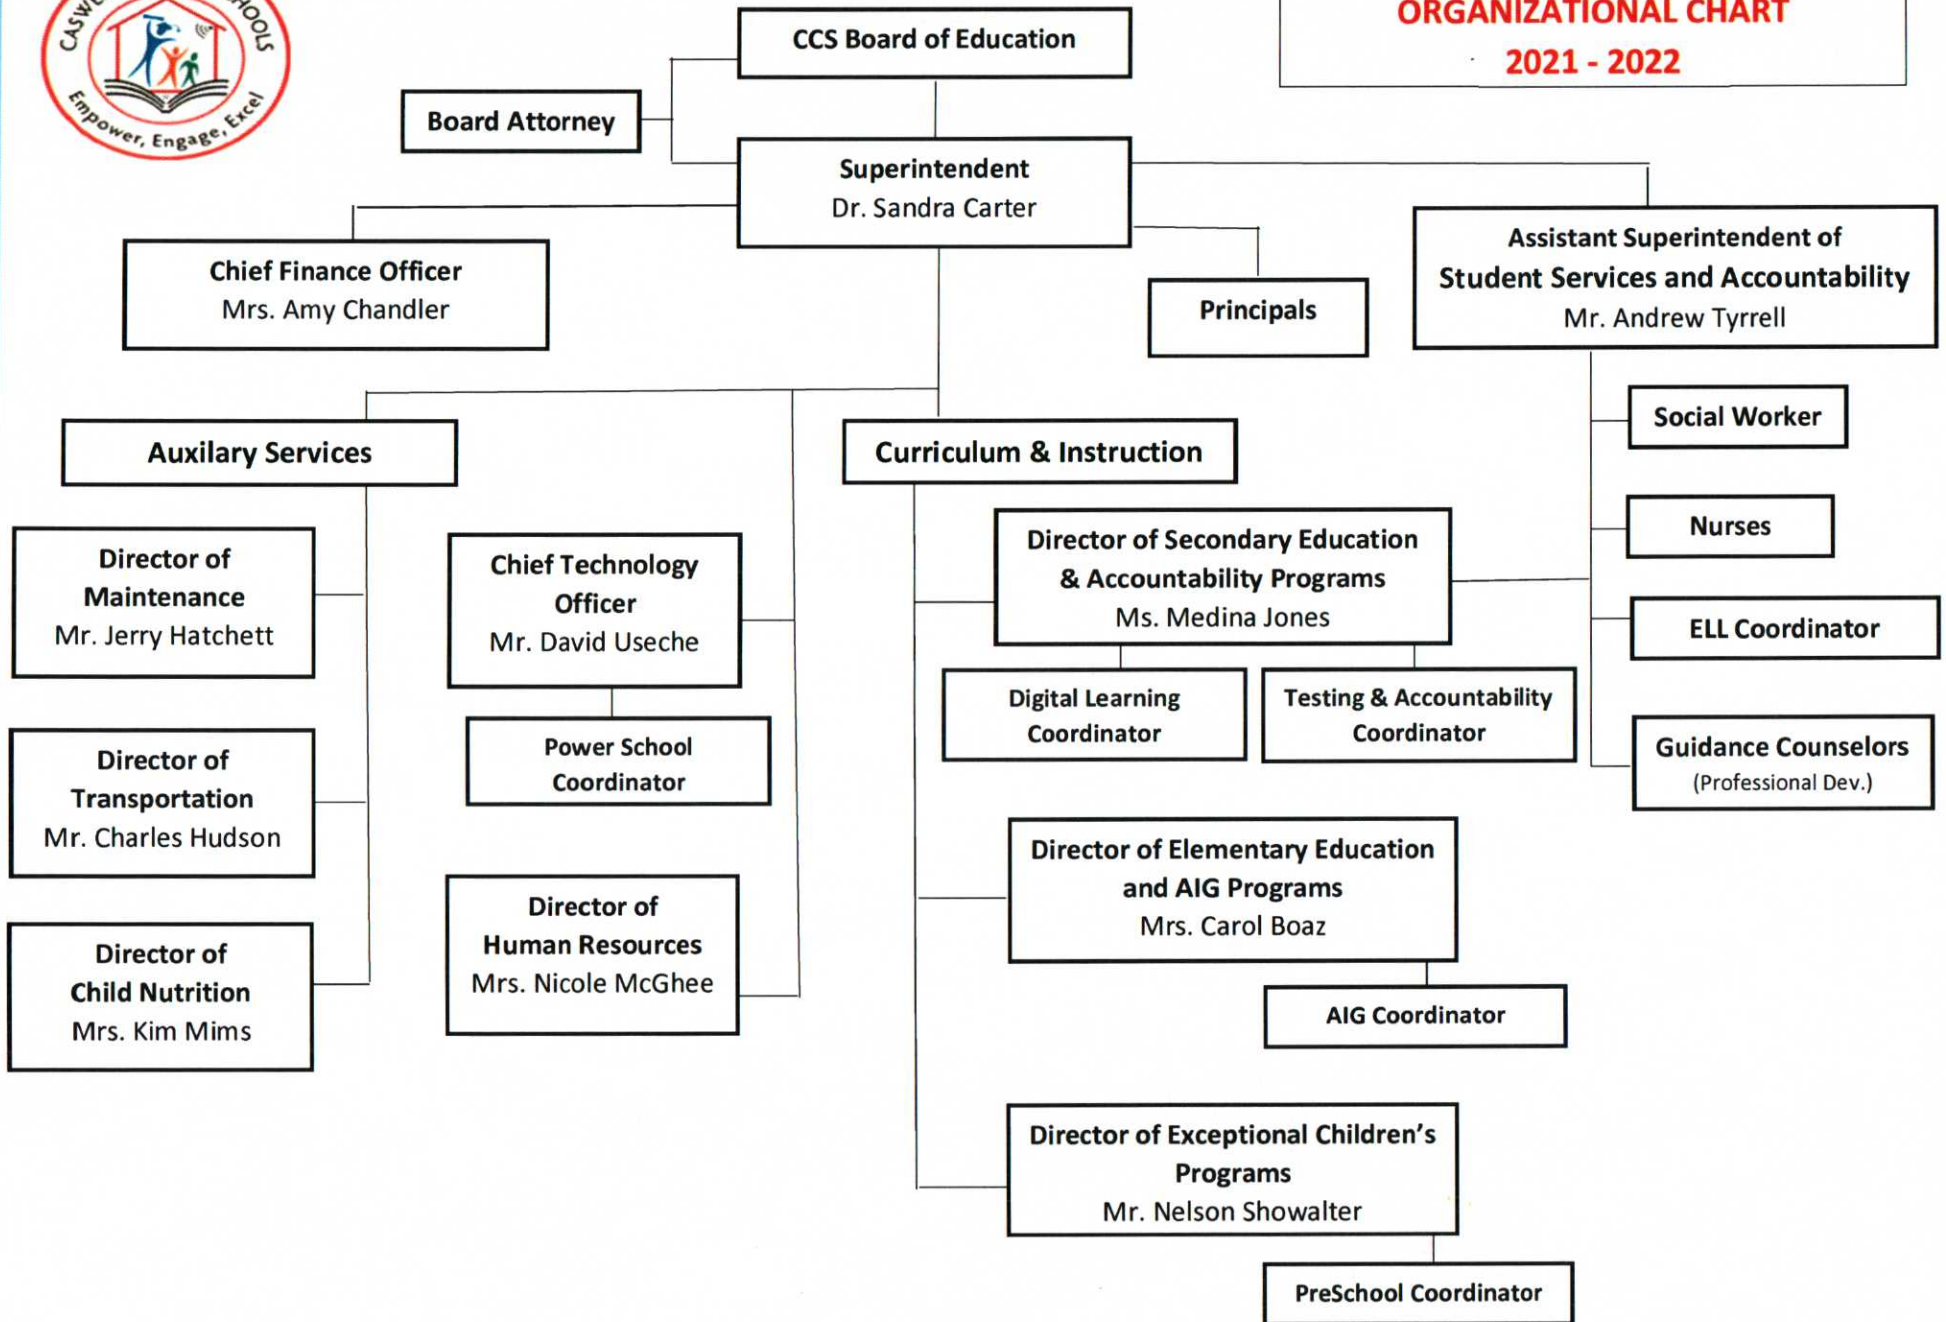 CASWE
HOOLS
Empower, Engage, Excel
ORGANIZATIONAL CHART
2021 - 2022
CCS Board of Education
Board Attorney
Superintendent
Dr. Sandra Carter
Chief Finance Officer
Mrs. Amy Chandler
Principals
Assistant Superintendent of
Student Services and Accountability
Mr. Andrew Tyrrell
Auxilary Services
Curriculum & Instruction
Social Worker
Nurses
ELL Coordinator
Guidance Counselors
(Professional Dev.)
Director of
Maintenance
Mr. Jerry Hatchett
Director of
Transportation
Mr. Charles Hudson
Director of
Child Nutrition
Mrs. Kim Mims
Chief Technology
Officer
Mr. David Useche
Power School
Coordinator
Director of
Human Resources
Mrs. Nicole McGhee
Director of Secondary Education
& Accountability Programs
Ms. Medina Jones
Digital Learning
Coordinator
Testing & Accountability
Coordinator
Director of Elementary Education
and AIG Programs
Mrs. Carol Boaz
AIG Coordinator
Director of Exceptional Children’s
Programs
Mr. Nelson Showalter
PreSchool Coordinator